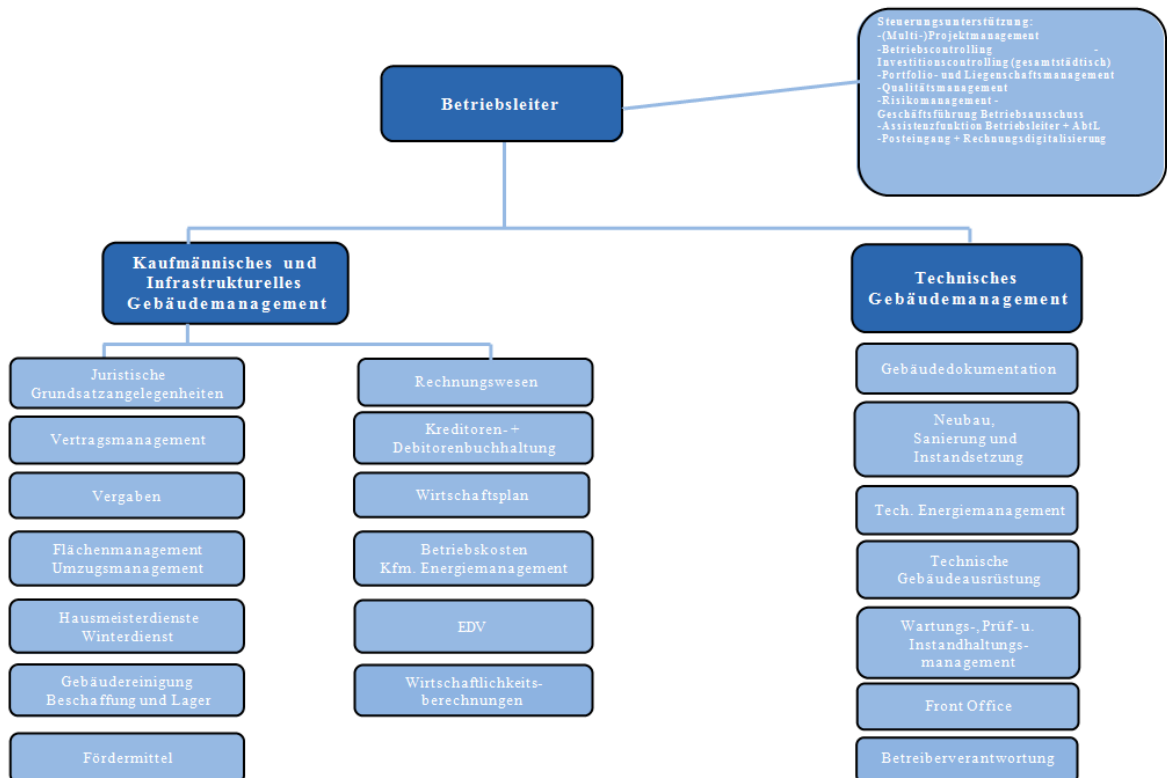 Steuerungsunterstützung:
-(Multi-)Projektmanagement
-Betriebscontrolling -
Investitionscontrolling (gesamtstädtisch)
-Portfolio- und Liegenschaftsmanagement
-Qualitätsmanagement
-Risikomanagement -
Geschäftsführung Betriebsausschuss
-Assistenzfunktion Betriebsleiter + AbtL
-Posteingang + Rechnungsdigitalisierung
Betriebsleiter
Kaufmännisches und
Infrastrukturelles
Gebäudemanagement
Technisches
Gebäudemanagement
Juristische
Grundsatzangelegenheiten
Vertragsmanagement
Vergaben
Flächenmanagement
Umzugsmanagement
Hausmeisterdienste
Winterdienst
Gebäudereinigung
Beschaffung und Lager
Fördermittel
Rechnungswesen
Kreditoren- +
Debitorenbuchhaltung
Wirtschaftsplan
Betriebskosten
Kfm. Energiemanagement
EDV
Wirtschaftlichkeits-
berechnungen
Gebäudedokumentation
Neubau,
Sanierung und
Instandsetzung
Tech. Energiemanagement
Technische
Gebäudeausrüstung
Wartungs-, Prüf- u.
Instandhaltungs-
management
Front Office
Betreiberverantwortung